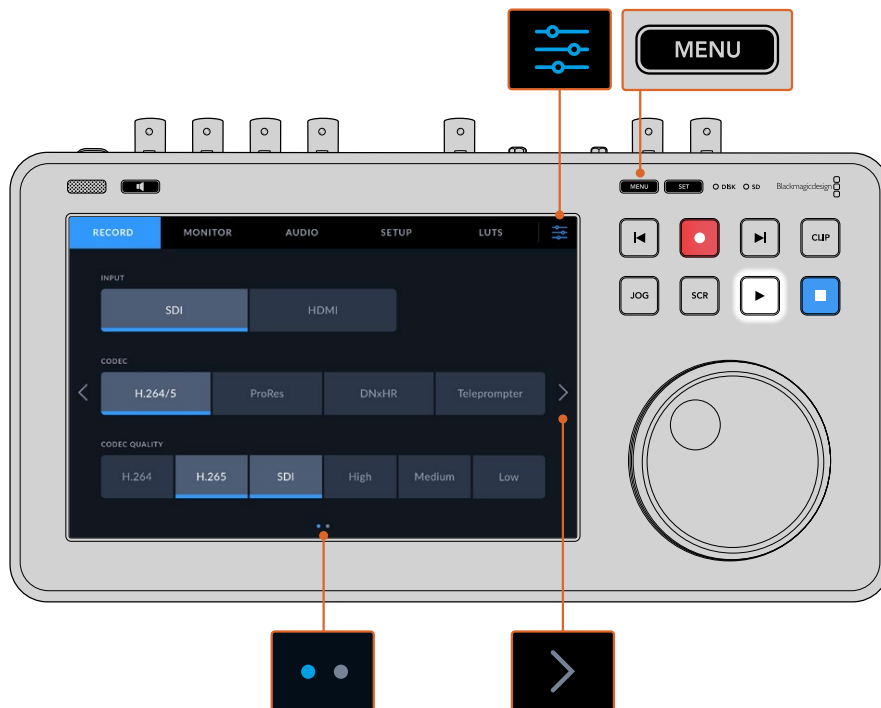 MENU
MENU SET DISK SD Blackmagicdesign
RECORD MONITOR AUDIO SETUP LUTS
CLIP
INPUT
SDI HDMI
JOG SCR
CODEC
H.264/5 ProRes DNxHR Teleprompter
CODEC QUALITY
H.264 H.265 SDI High Medium Low